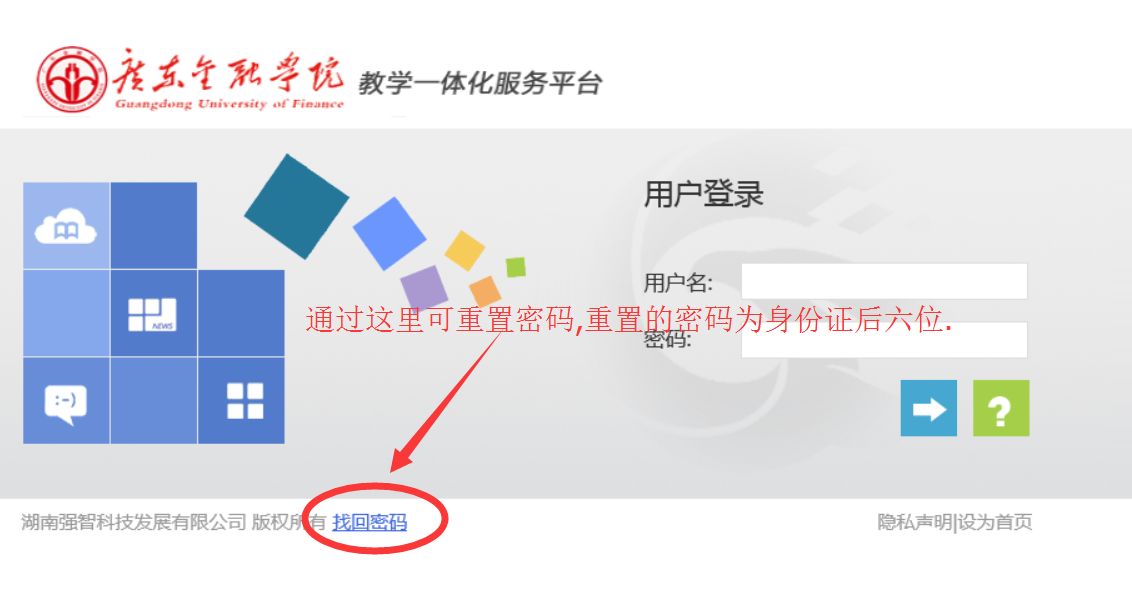 广东金融学院
Guangdong University of Finance
教学一体化服务平台
用户登录
用户名:
NEWS
通过这里可重置密码,重置的密码为身份证后六位.
密码:
:-)
?
湖南强智科技发展有限公司 版权所有 找回密码
隐私声明|设为首页